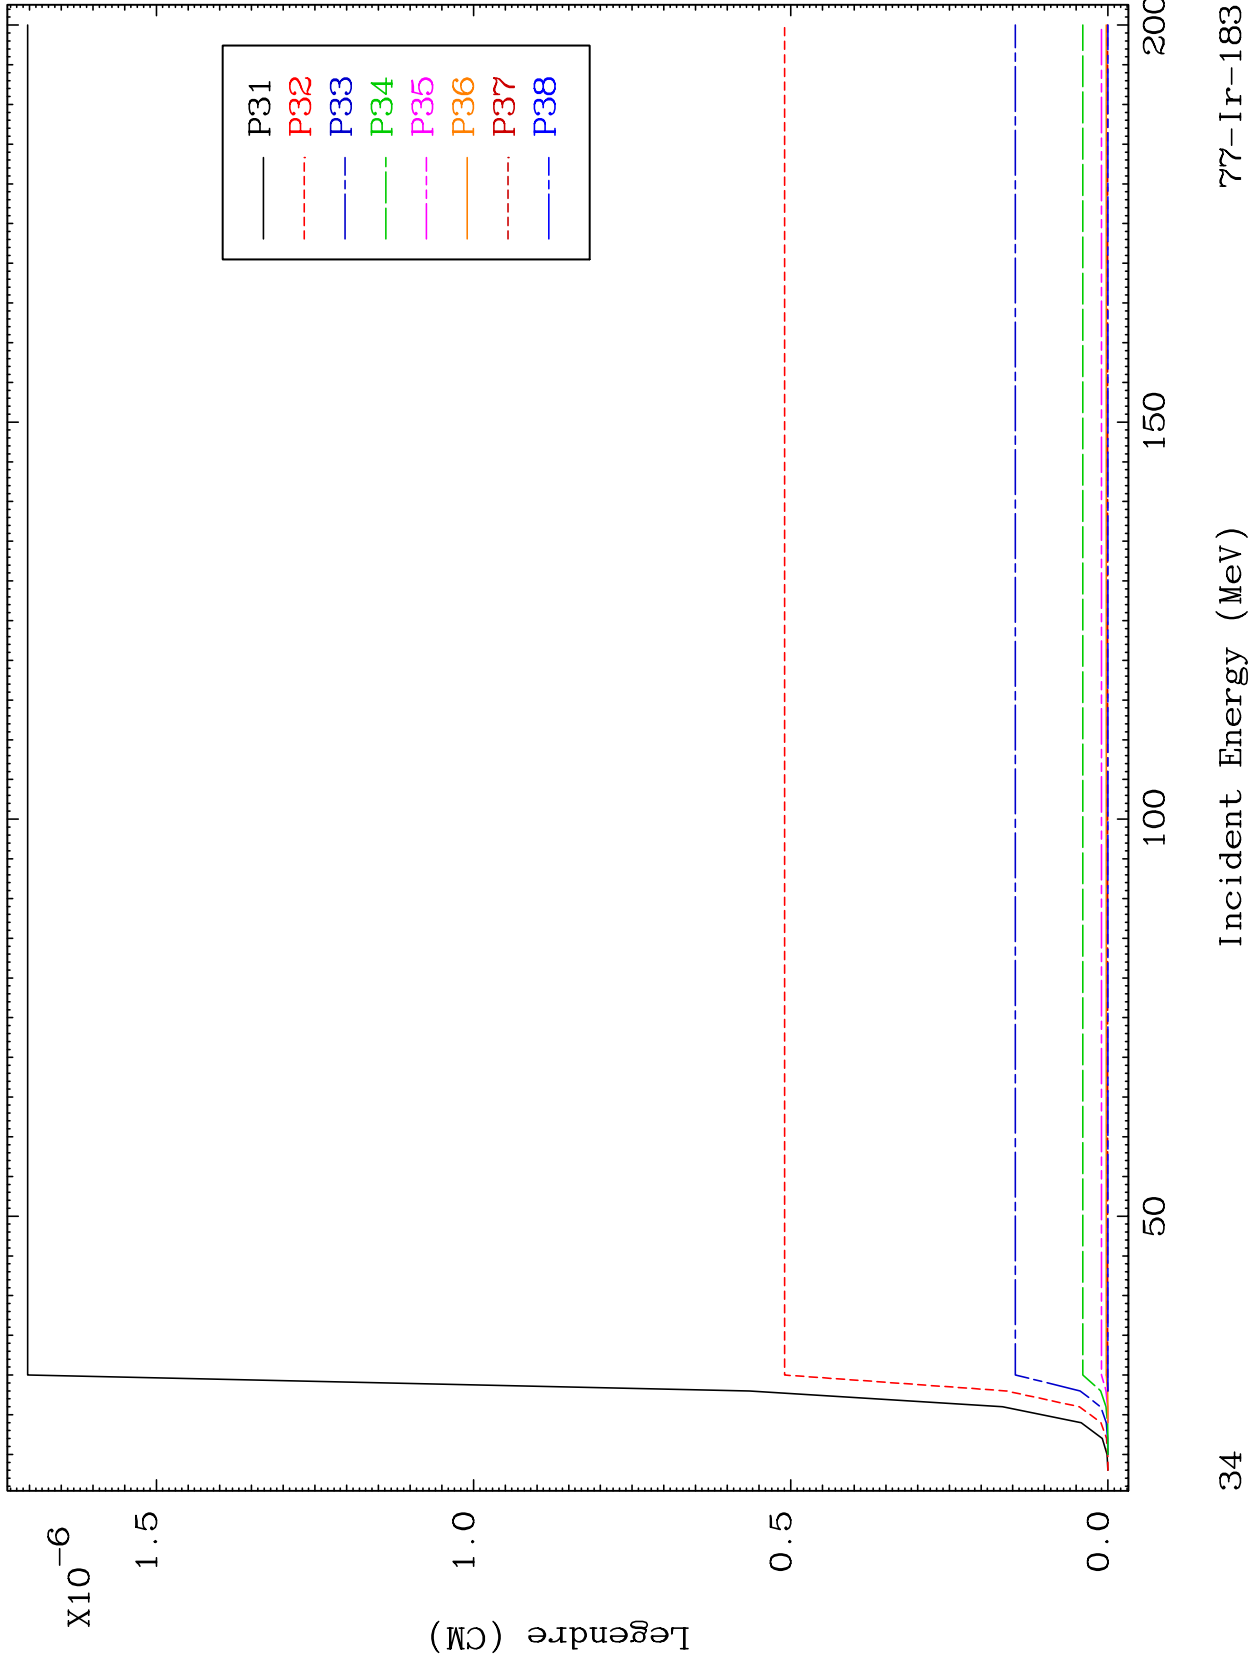 X10-6
1.5
1.0
0.5
0.0
Legendre (CM)
P31
P32
P33
P34
P35
P36
P37
P38
50
100
150
200
34
Incident Energy (MeV)
77-Ir-183